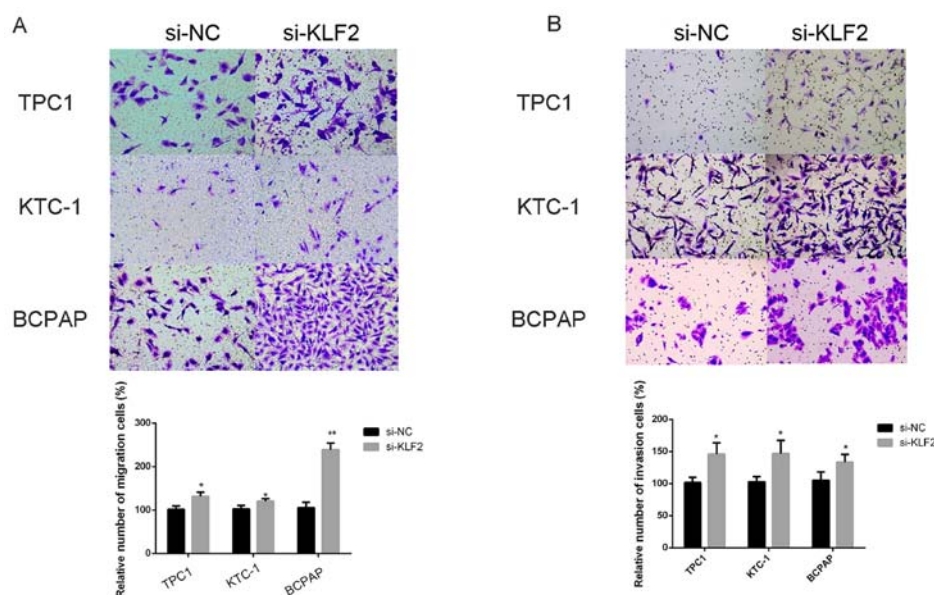 A
si-NC si-KLF2
TPC1
KTC-1
BCPAP
Relative number of migration cells (%)
300
200
100
0
si-NC
si-KLF2
*
*
**
TPC1 KTC-1 BCPAP
B
si-NC si-KLF2
TPC1
KTC-1
BCPAP
Relative number of invasion cells (%)
200
150
100
50
0
si-NC
si-KLF2
* * *
TPC1 KTC-1 BCPAP